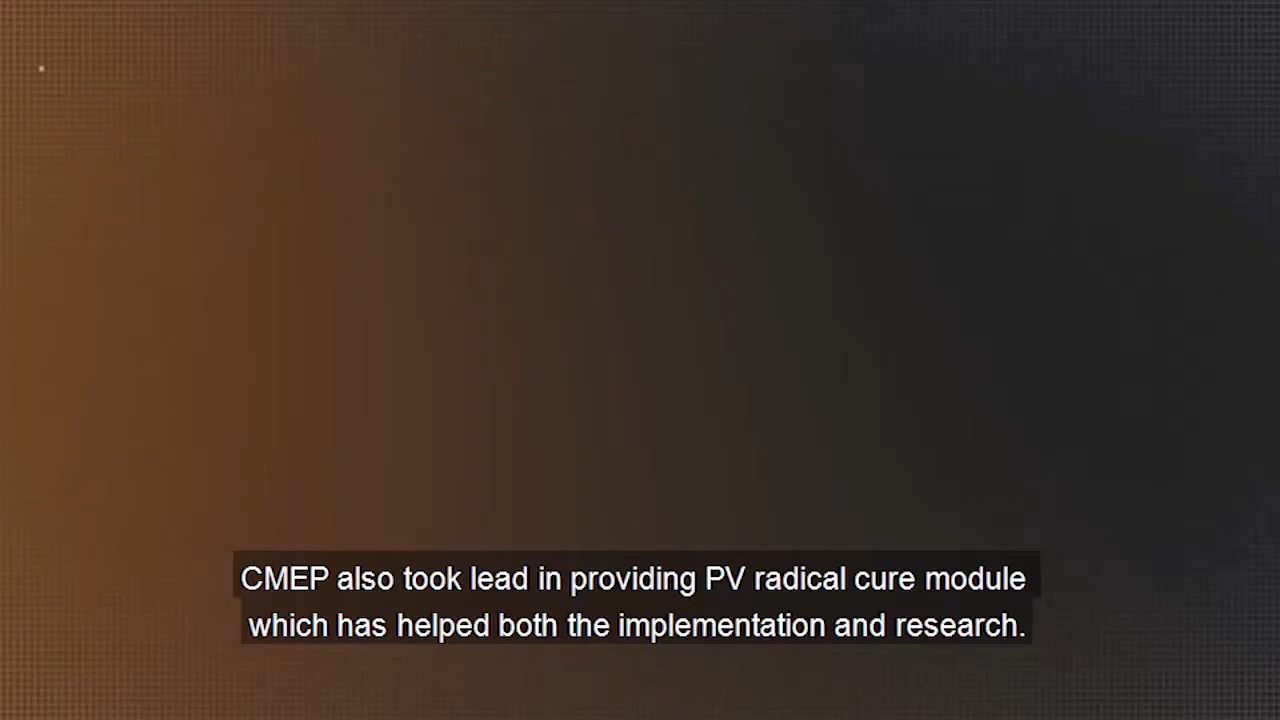 CMEP also took lead in providing PV radical cure module
which has helped both the implementation and research.